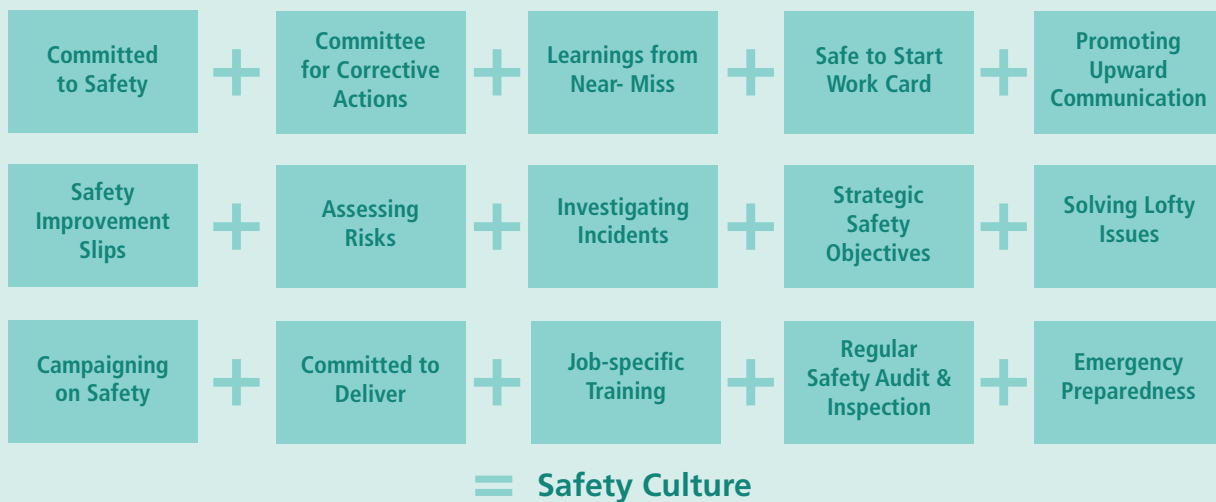 Committed
to Safety
+
Committee
for Corrective
Actions
+
Learnings from
Near- Miss
+
Safe to Start
Work Card
+
Promoting
Upward
Communication
Safety
Improvement
Slips
+
Assessing
Risks
+
Investigating
Incidents
+
Strategic
Safety
Objectives
+
Solving Lofty
Issues
Campaigning
on Safety
+
Committed to
Deliver
+
Job-specific
Training
+
Regular
Safety Audit &
Inspection
+
Emergency
Preparedness
= Safety Culture